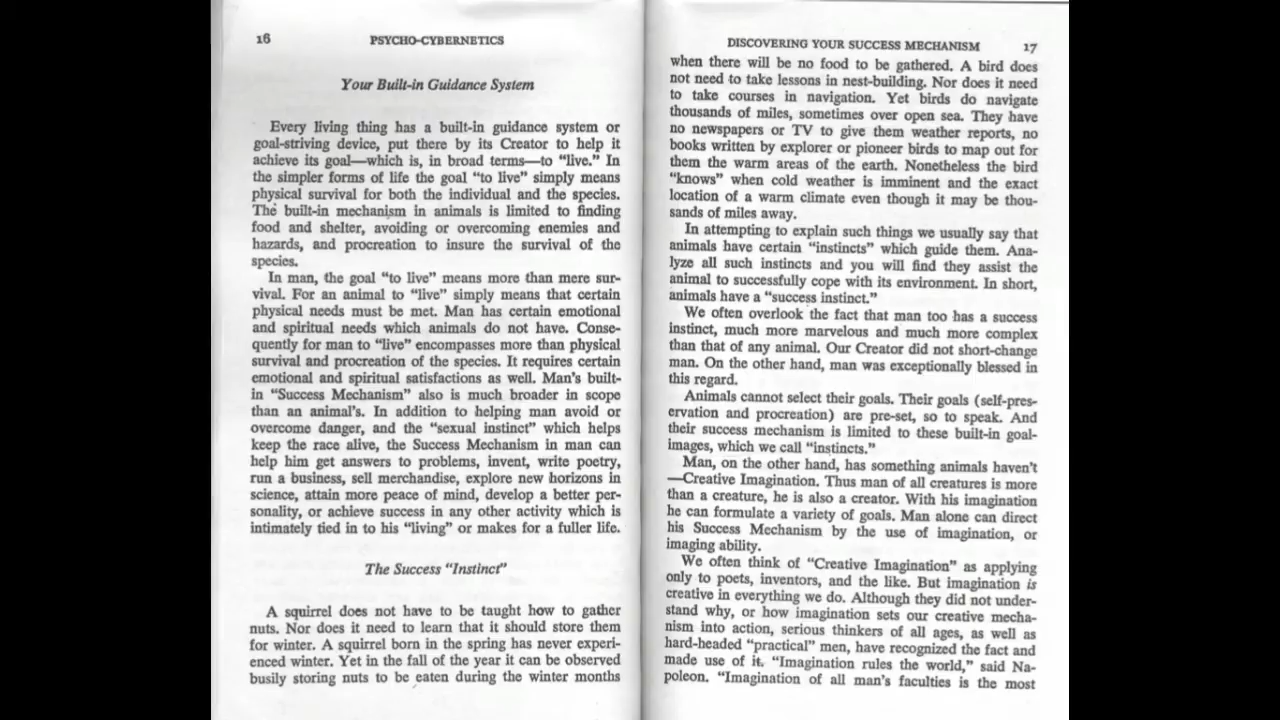 16 PSYCHO-CYBERNETICS
Your Built-in Guidance System
Every living thing has a built-in guidance system or
goal-striving device, put there by its Creator to help it
achieve its goal—which is, in broad terms—to “live.” In
the simpler forms of life the goal “to live” simply means
physical survival for both the individual and the species.
The built-in mechanism in animals is limited to finding
food and shelter, avoiding or overcoming enemies and
hazards, and procreation to insure the survival of the
species.
In man, the goal “to live” means more than mere sur-
vival. For an animal to “live” simply means that certain
physical needs must be met. Man has certain emotional
and spiritual needs which animals do not have. Conse-
quently for man to “live” encompasses more than physical
survival and procreation of the species. It requires certain
emotional and spiritual satisfactions as well. Man’s built-
in “Success Mechanism” also is much broader in scope
than an animal’s. In addition to helping man avoid or
overcome danger, and the “sexual instinct” which helps
keep the race alive, the Success Mechanism in man can
help him get answers to problems, invent, write poetry,
run a business, sell merchandise, explore new horizons in
science, attain more peace of mind, develop a better per-
sonality, or achieve success in any other activity which is
intimately tied in to his “living” or makes for a fuller life.
The Success “Instinct”
A squirrel does not have to be taught how to gather
nuts. Nor does it need to learn that it should store them
for winter. A squirrel born in the spring has never experi-
enced winter. Yet in the fall of the year it can be observed
busily storing nuts to be eaten during the winter months
DISCOVERING YOUR SUCCESS MECHANISM 17
when there will be no food to be gathered. A bird does
not need to take lessons in nest-building. Nor does it need
to take courses in navigation. Yet birds do navigate
thousands of miles, sometimes over open sea. They have
no newspapers or TV to give them weather reports, no
books written by explorer or pioneer birds to map out for
them the warm areas of the earth. Nonetheless the bird
“knows” when cold weather is imminent and the exact
location of a warm climate even though it may be thou-
sands of miles away.
In attempting to explain such things we usually say that
animals have certain “instincts” which guide them. Ana-
lyze all such instincts and you will find they assist the
animal to successfully cope with its environment. In short,
animals have a “success instinct.”
We often overlook the fact that man too has a success
instinct, much more marvelous and much more complex
than that of any animal. Our Creator did not short-change
man. On the other hand, man was exceptionally blessed in
this regard.
Animals cannot select their goals. Their goals (self-pres-
ervation and procreation) are pre-set, so to speak. And
their success mechanism is limited to these built-in goal-
images, which we call “instincts.”
Man, on the other hand, has something animals haven’t
—Creative Imagination. Thus man of all creatures is more
than a creature, he is also a creator. With his imagination
he can formulate a variety of goals. Man alone can direct
his Success Mechanism by the use of imagination, or
imaging ability.
We often think of “Creative Imagination” as applying
only to poets, inventors, and the like. But imagination is
creative in everything we do. Although they did not under-
stand why, or how imagination sets our creative mecha-
nism into action, serious thinkers of all ages, as well as
hard-headed “practical” men, have recognized the fact and
made use of it. “Imagination rules the world,” said Na-
poleon. “Imagination of all man’s faculties is the most